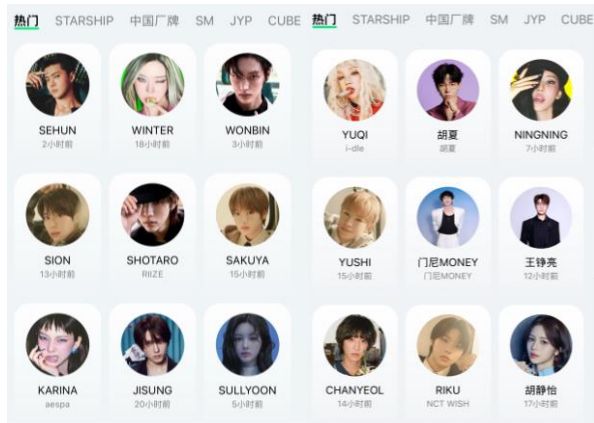 热门 STARSHIP 中国厂牌 SM JYP CUBE
SEHUN WINTER WONBIN
2小时前 18小时前 3小时前
SION SHOTARO SAKUYA
13小时前 RIIZE 15小时前
KARINA JISUNG SULLYOON
aespa 20小时前 5小时前
热门 STARSHIP 中国厂牌 SM JYP CUBE
YUQI 胡夏 NINGNING
i-dle 胡夏 7小时前
YUSHI 门尼MONEY 王铮亮
15小时前 门尼MONEY 12小时前
CHANYEOL RIKU 胡静怡
14小时前 NCT WISH 17小时前